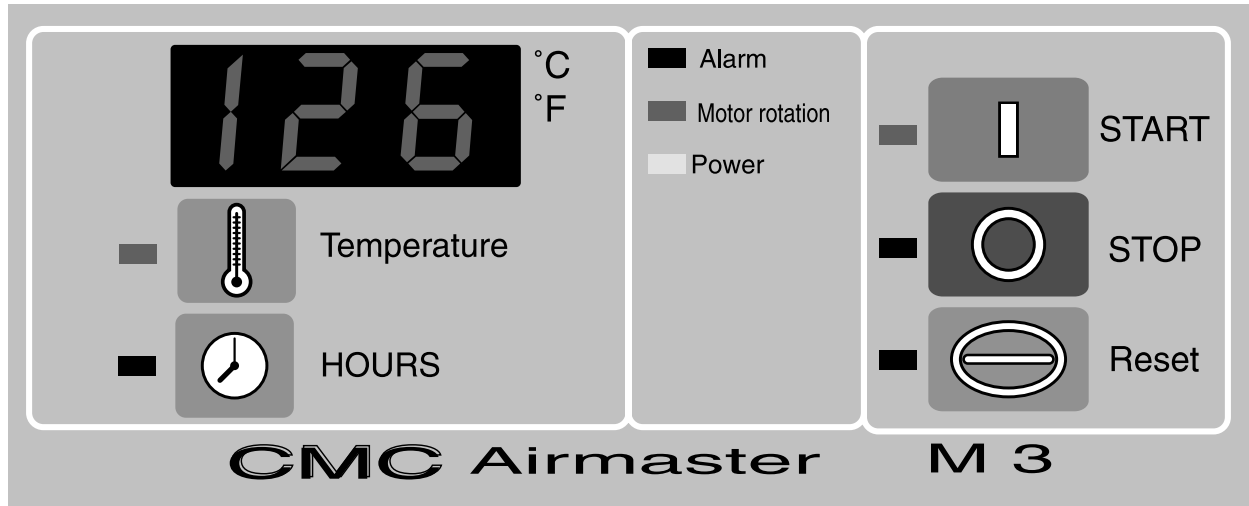 126
°C
°F
Temperature
HOURS
Alarm
Motor rotation
Power
START
STOP
Reset
CMC Airmaster M 3